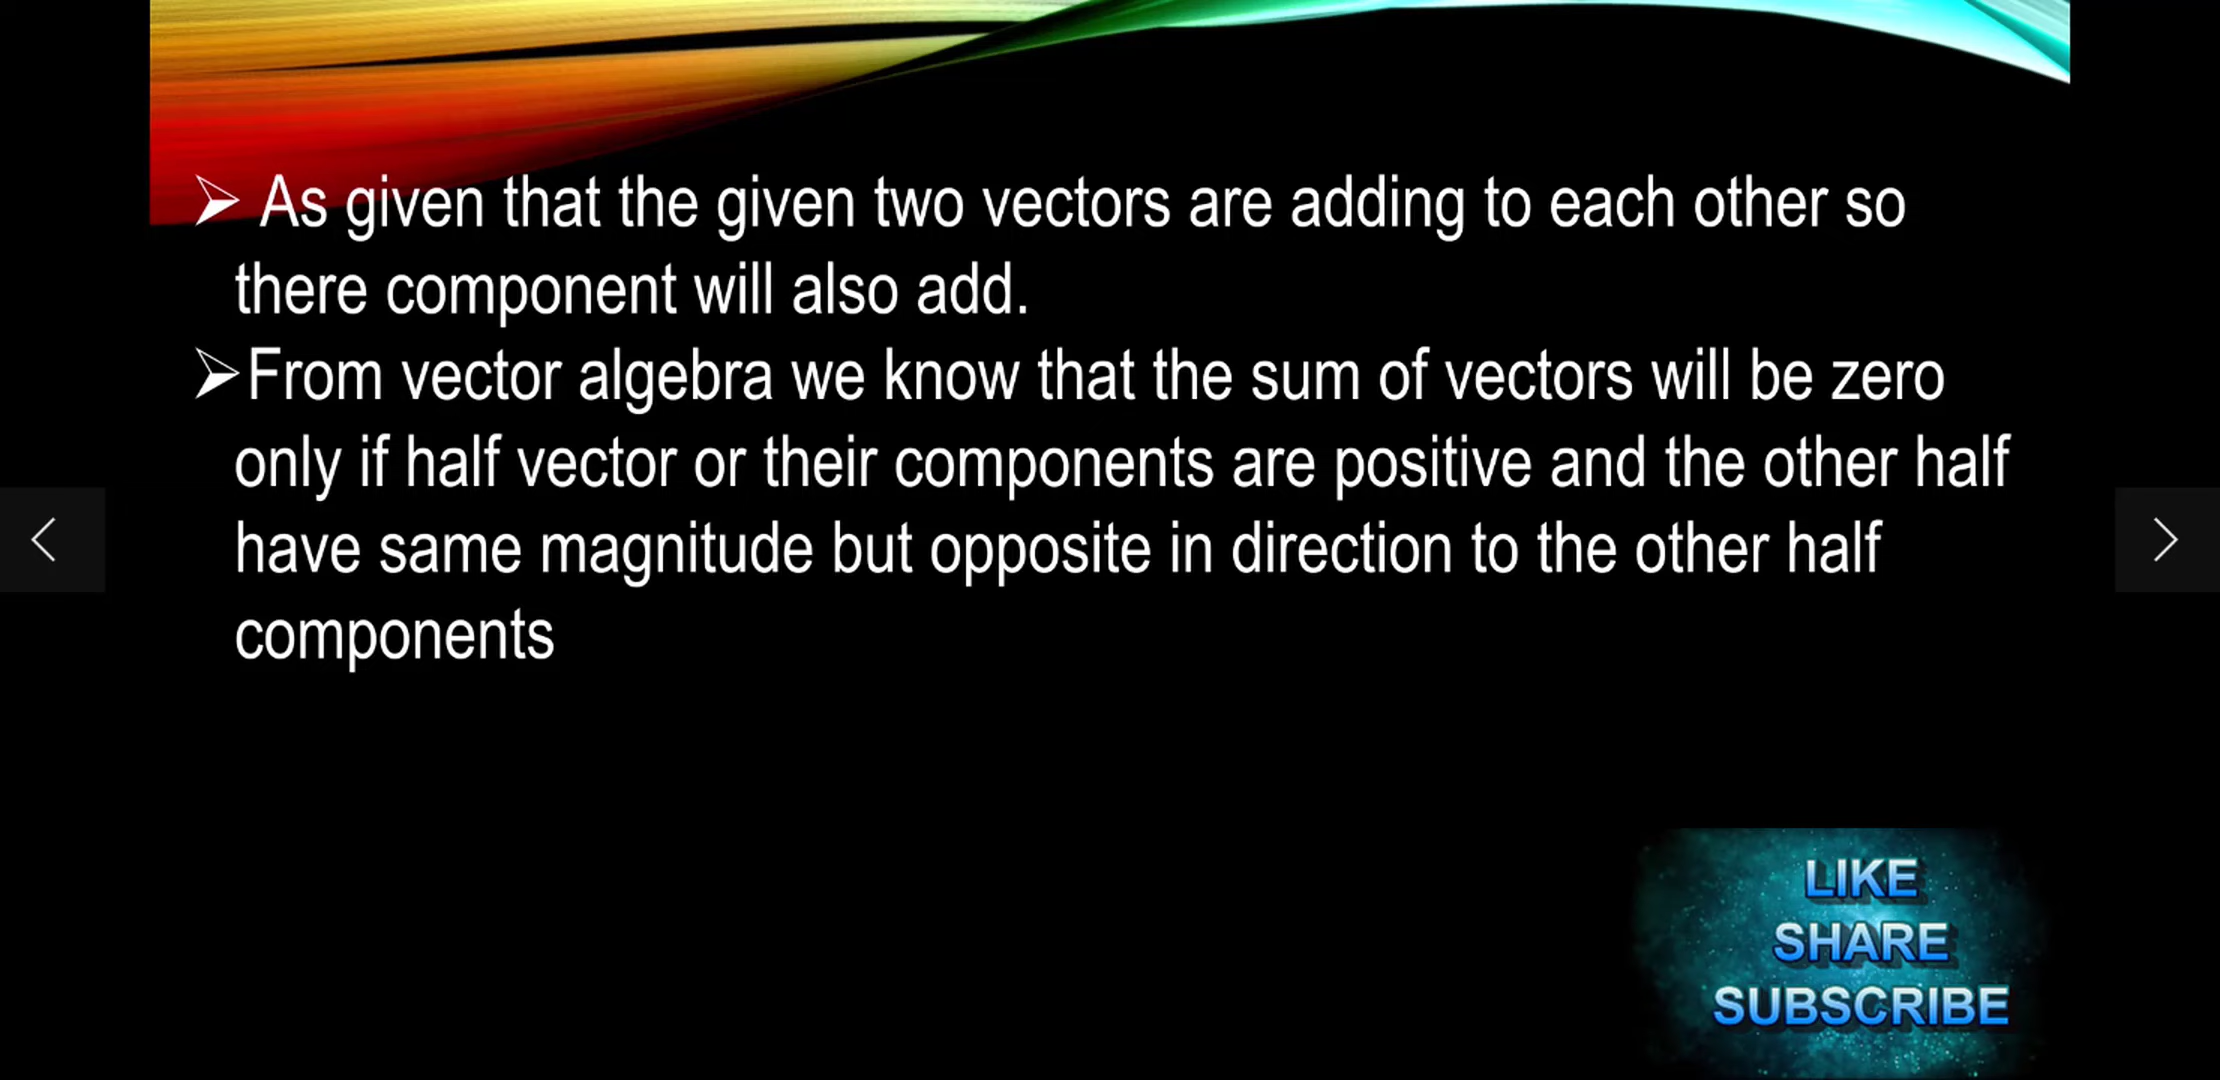 ➢ As given that the given two vectors are adding to each other so
there component will also add.
➢From vector algebra we know that the sum of vectors will be zero
only if half vector or their components are positive and the other half
have same magnitude but opposite in direction to the other half
components
LIKE
SHARE
SUBSCRIBE